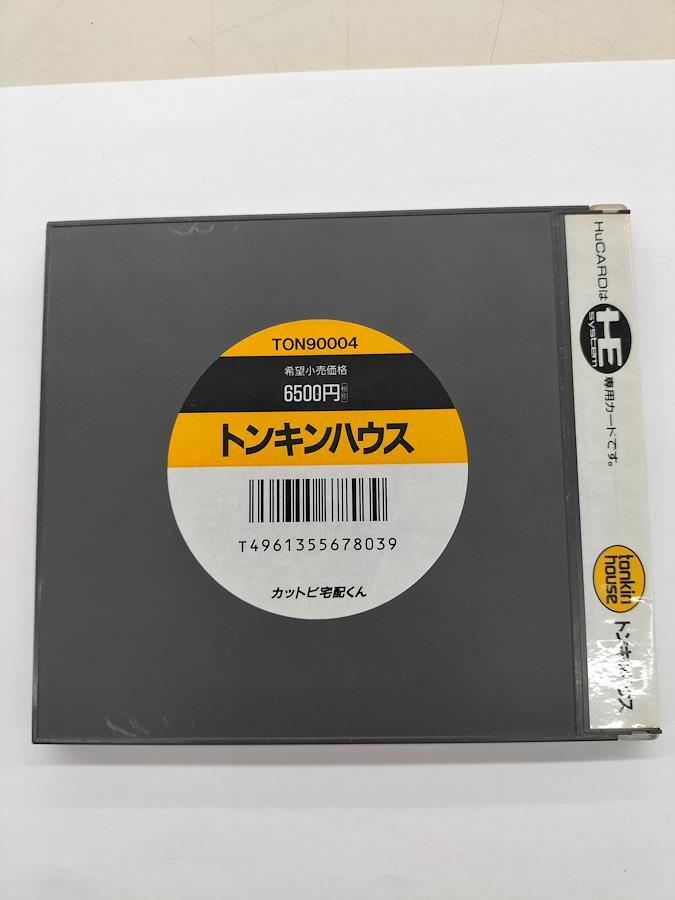 TON90004
希望小売価格
6500円(税別)
トンキンハウス
T4961355678039
カットビ宅配くん
HuCARDは HE system 専用カードです。
tonkin
house
トンキンハウス